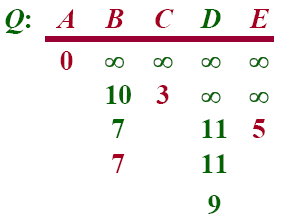 Q: A B C D E
0 ∞ ∞ ∞ ∞
10 3 ∞ ∞
7 11 5
7 11
9